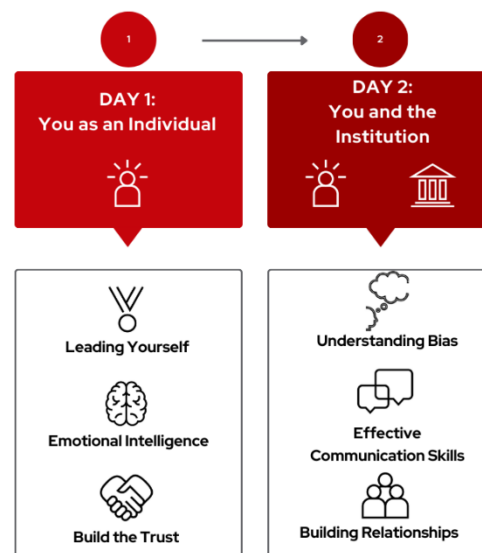 1
2
DAY 1:
You as an Individual
DAY 2:
You and the
Institution
Leading Yourself
Emotional Intelligence
Build the Trust
Understanding Bias
Effective
Communication Skills
Building Relationships